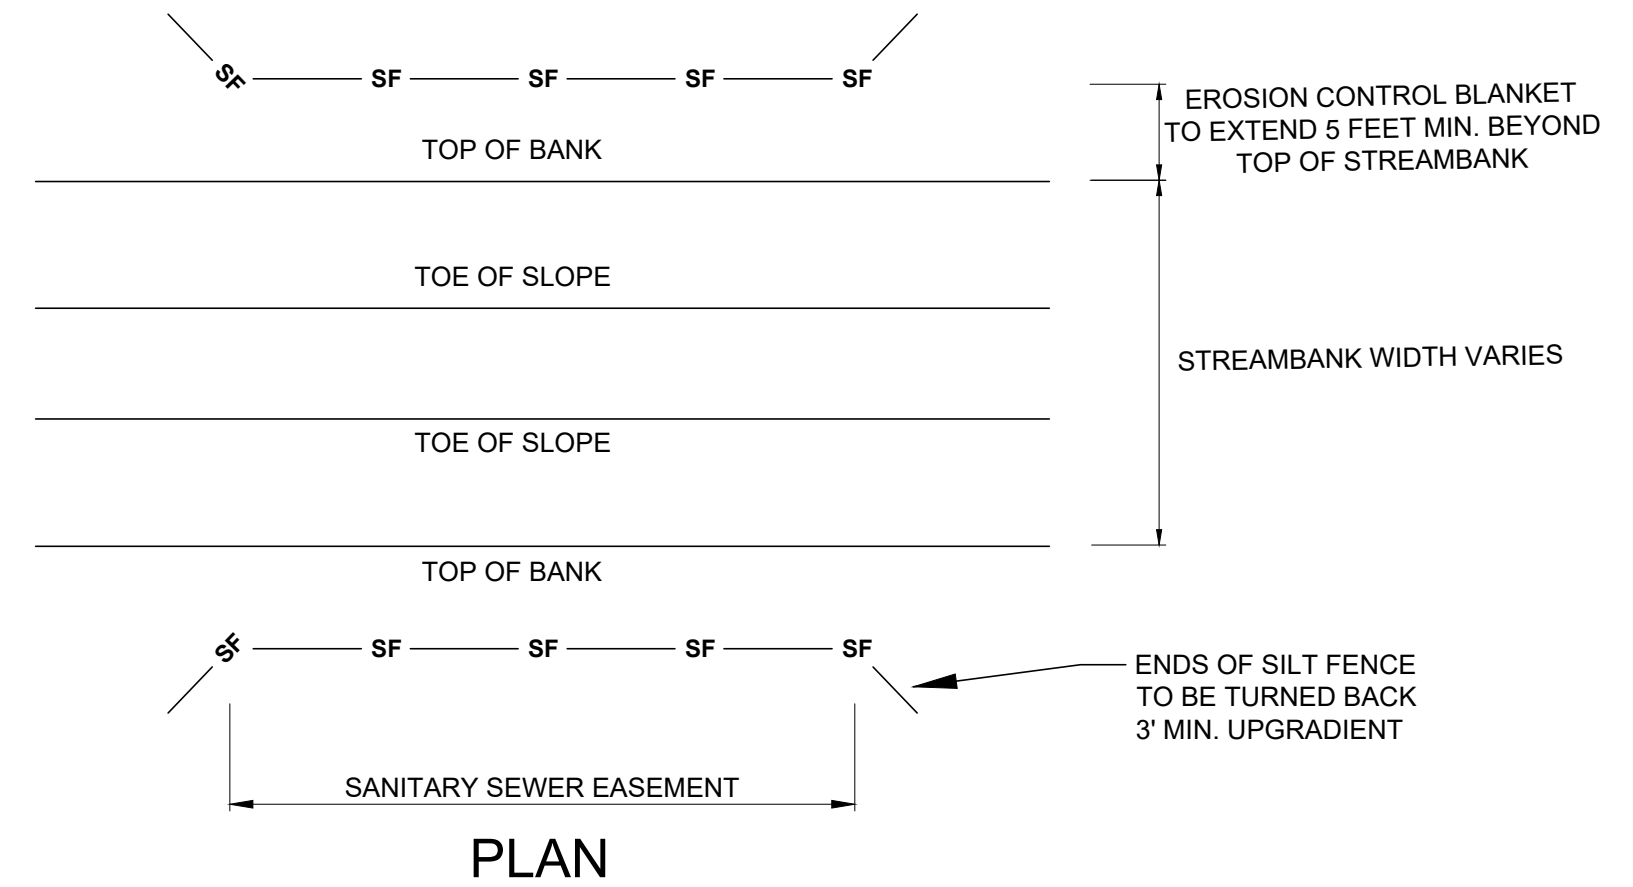 SF SF SF SF SF
EROSION CONTROL BLANKET
TO EXTEND 5 FEET MIN. BEYOND
TOP OF STREAMBANK
TOP OF BANK
TOE OF SLOPE
STREAMBANK WIDTH VARIES
TOE OF SLOPE
TOP OF BANK
SF SF SF SF SF
ENDS OF SILT FENCE
TO BE TURNED BACK
3' MIN. UPGRADIENT
SANITARY SEWER EASEMENT
PLAN